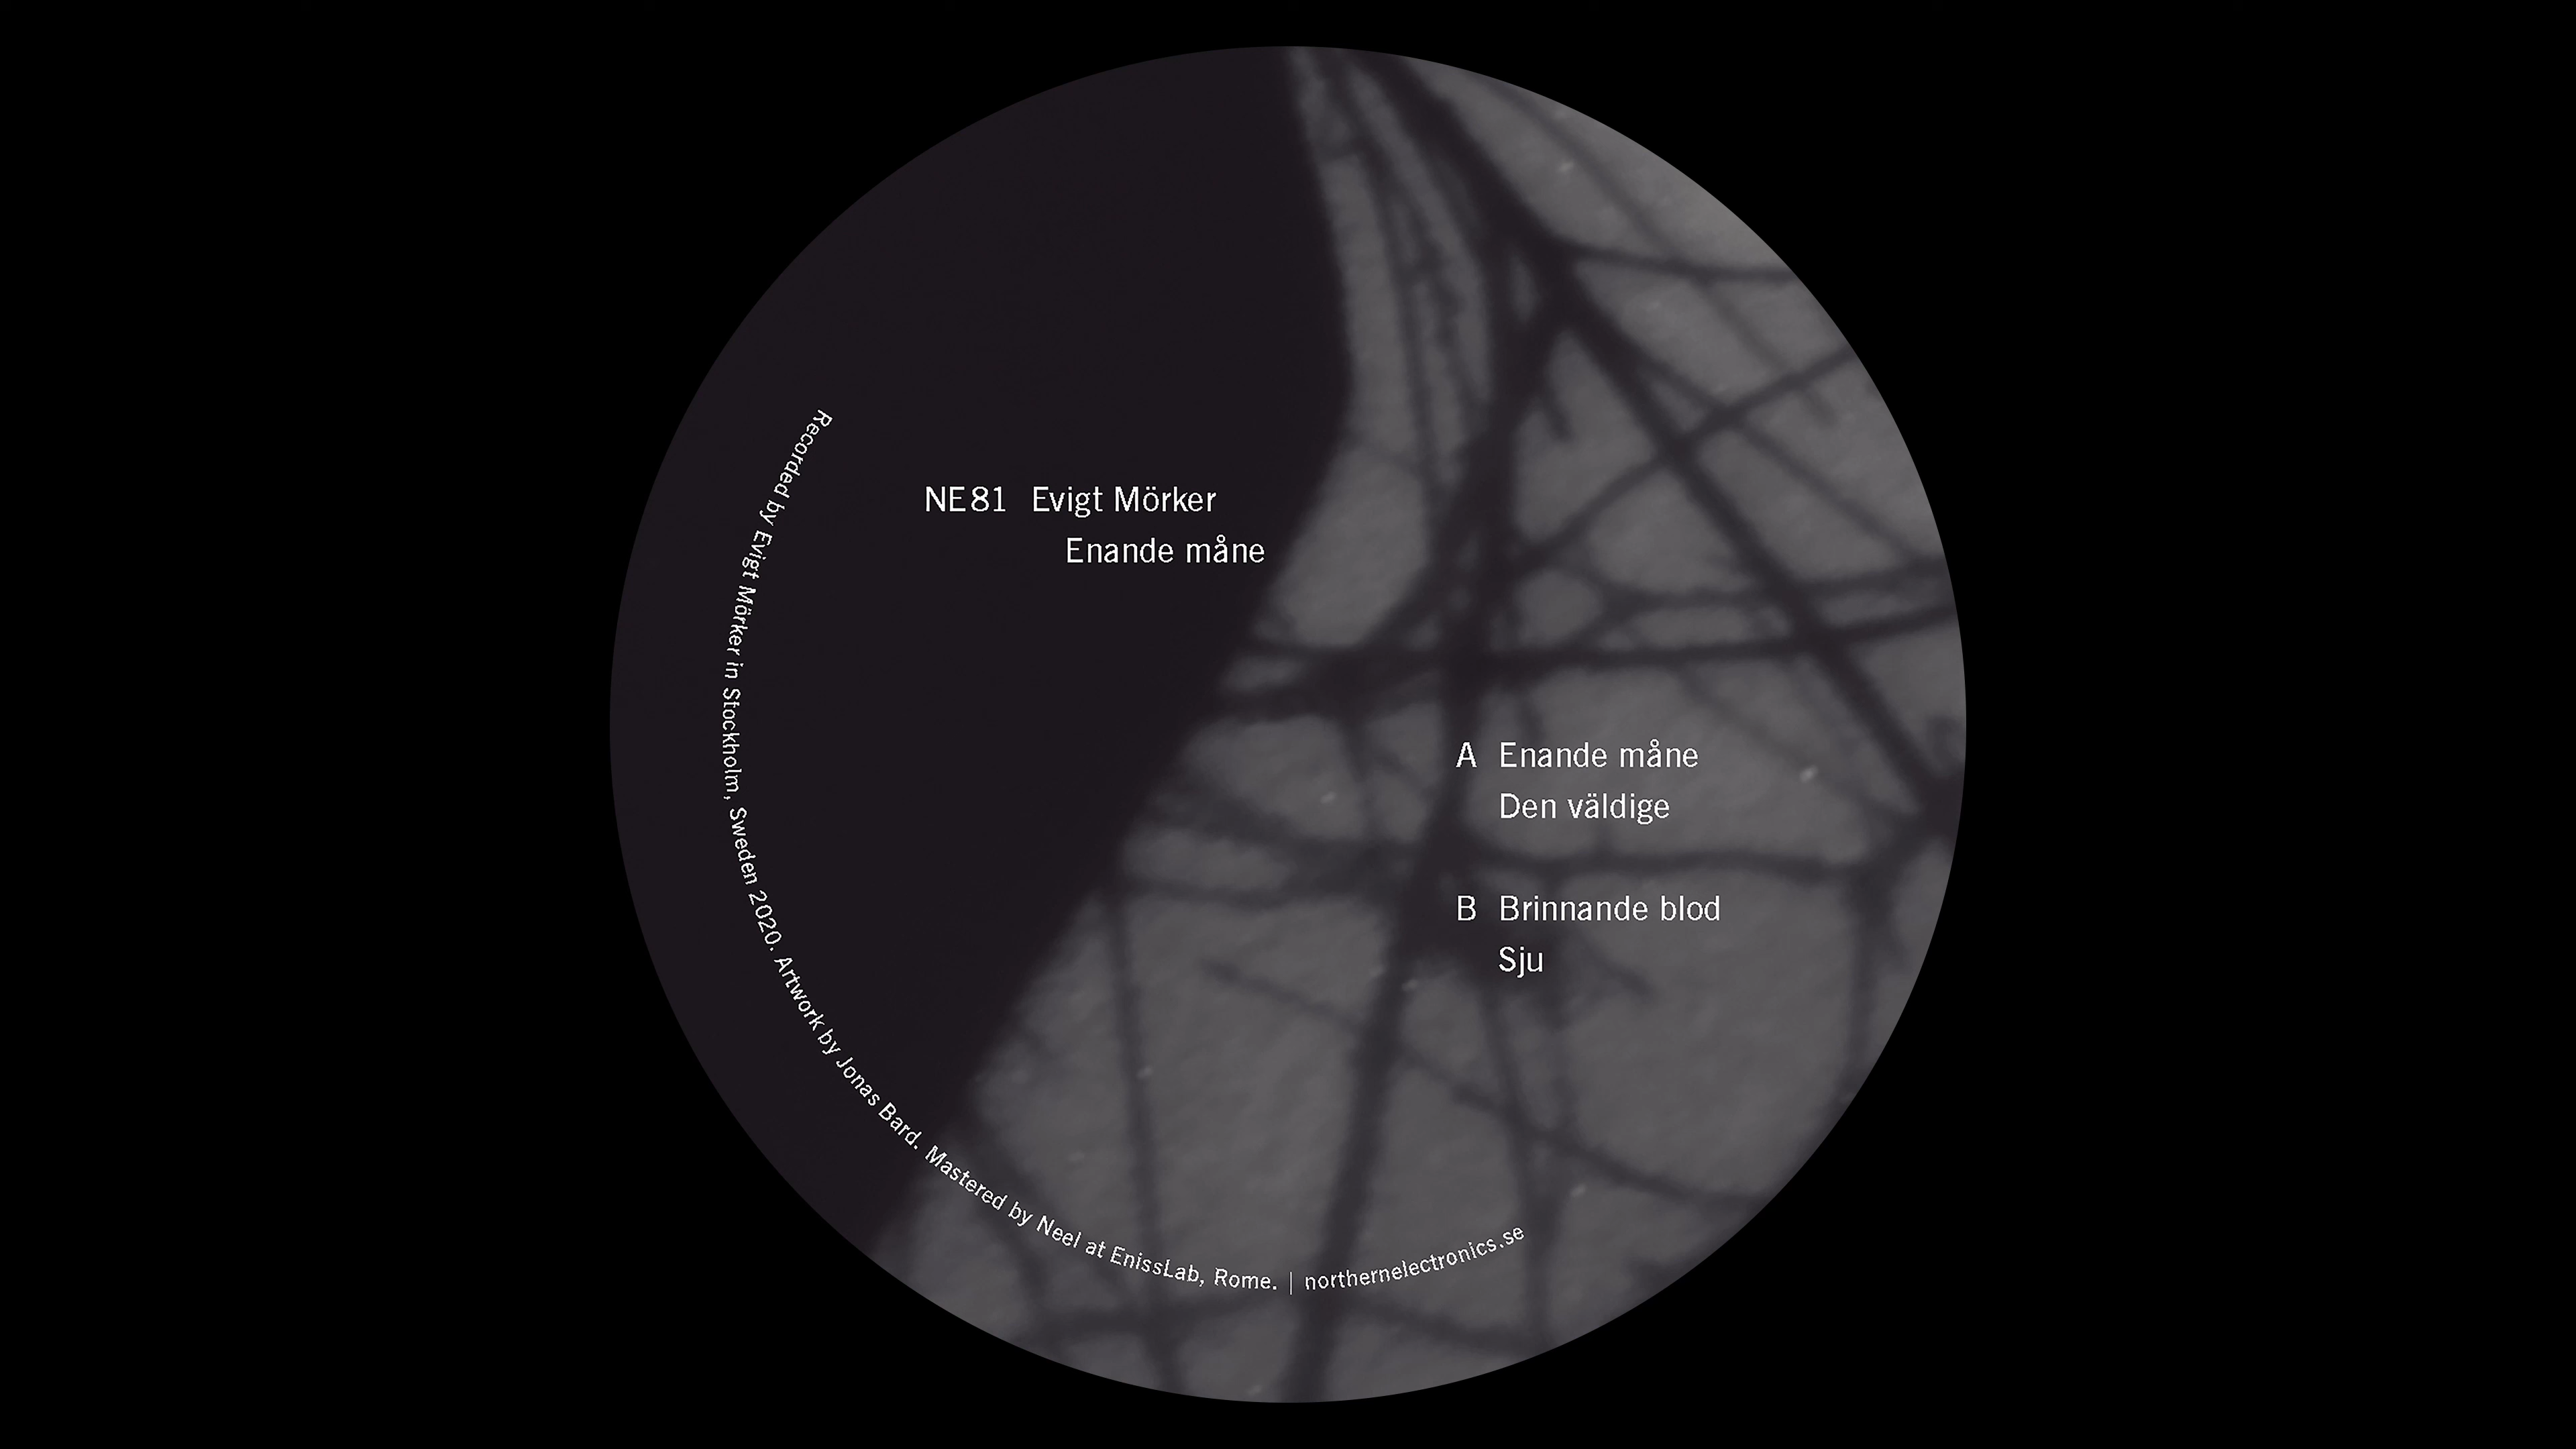 NE81 Evigt Mörker
Enande måne
A Enande måne
Den väldige
B Brinnande blod
Sju
Recorded by Evigt Mörker in Stockholm, Sweden 2020. Artwork by Jonas Bard. Mastered by Neel at EnissLab, Rome. | northernelectronics.se